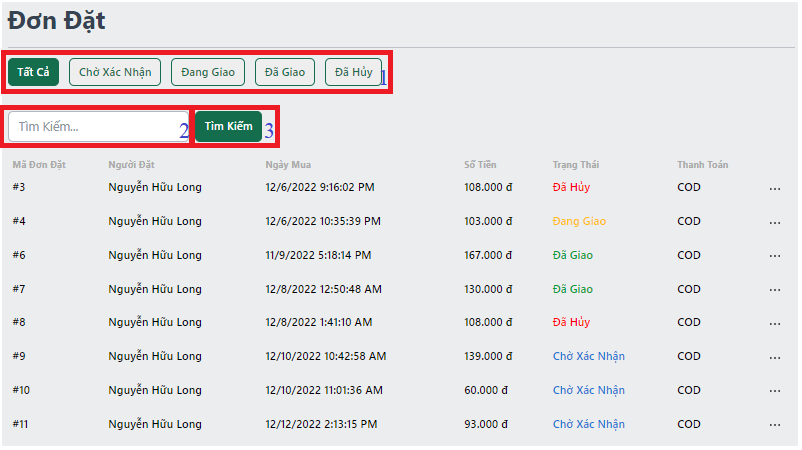 Đơn Đặt
Tất Cả Chờ Xác Nhận Đang Giao Đã Giao Đã Hủy 1
Tìm Kiếm... 2 Tìm Kiếm 3
Mã Đơn Đặt Người Đặt Ngày Mua Số Tiền Trạng Thái Thanh Toán
#3 Nguyễn Hữu Long 12/6/2022 9:16:02 PM 108.000 đ Đã Hủy COD ...
#4 Nguyễn Hữu Long 12/6/2022 10:35:39 PM 103.000 đ Đang Giao COD ...
#6 Nguyễn Hữu Long 11/9/2022 5:18:14 PM 167.000 đ Đã Giao COD ...
#7 Nguyễn Hữu Long 12/8/2022 12:50:48 AM 130.000 đ Đã Giao COD ...
#8 Nguyễn Hữu Long 12/8/2022 1:41:10 AM 108.000 đ Đã Hủy COD ...
#9 Nguyễn Hữu Long 12/10/2022 10:42:58 AM 139.000 đ Chờ Xác Nhận COD ...
#10 Nguyễn Hữu Long 12/10/2022 11:01:36 AM 60.000 đ Chờ Xác Nhận COD ...
#11 Nguyễn Hữu Long 12/12/2022 2:13:15 PM 93.000 đ Chờ Xác Nhận COD ...